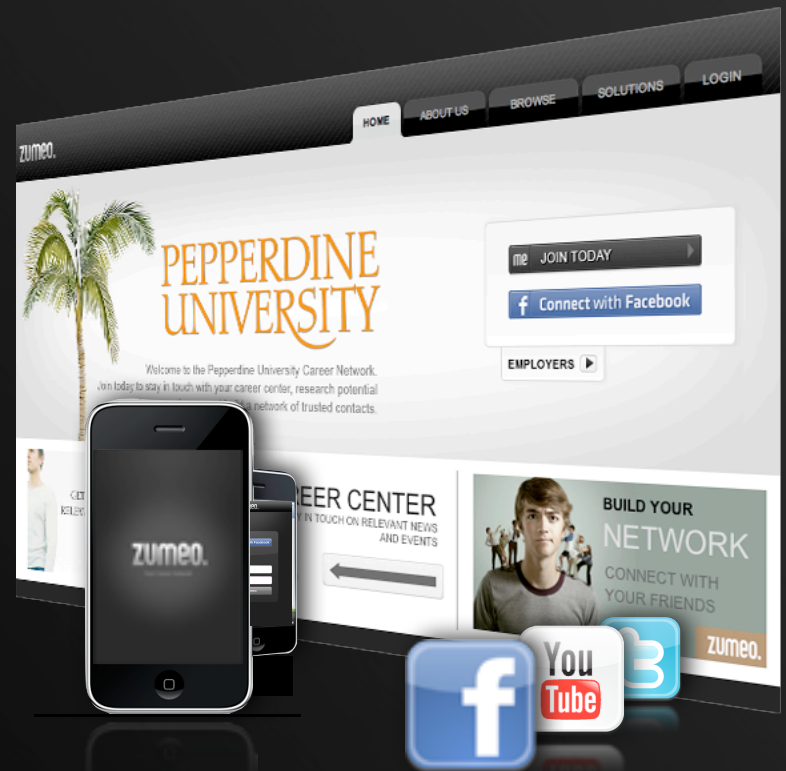 zumeo.
HOME
ABOUT US
BROWSE
SOLUTIONS
LOGIN
PEPPERDINE
UNIVERSITY
Welcome to the Pepperdine University Career Network.
Join today to stay in touch with your career center, research potential
a network of trusted contacts.
me JOIN TODAY
f Connect with Facebook
EMPLOYERS
REER CENTER
Y IN TOUCH ON RELEVANT NEWS
AND EVENTS
BUILD YOUR
NETWORK
CONNECT WITH
YOUR FRIENDS
zumeo.
zumeo.
f
You
Tube
t